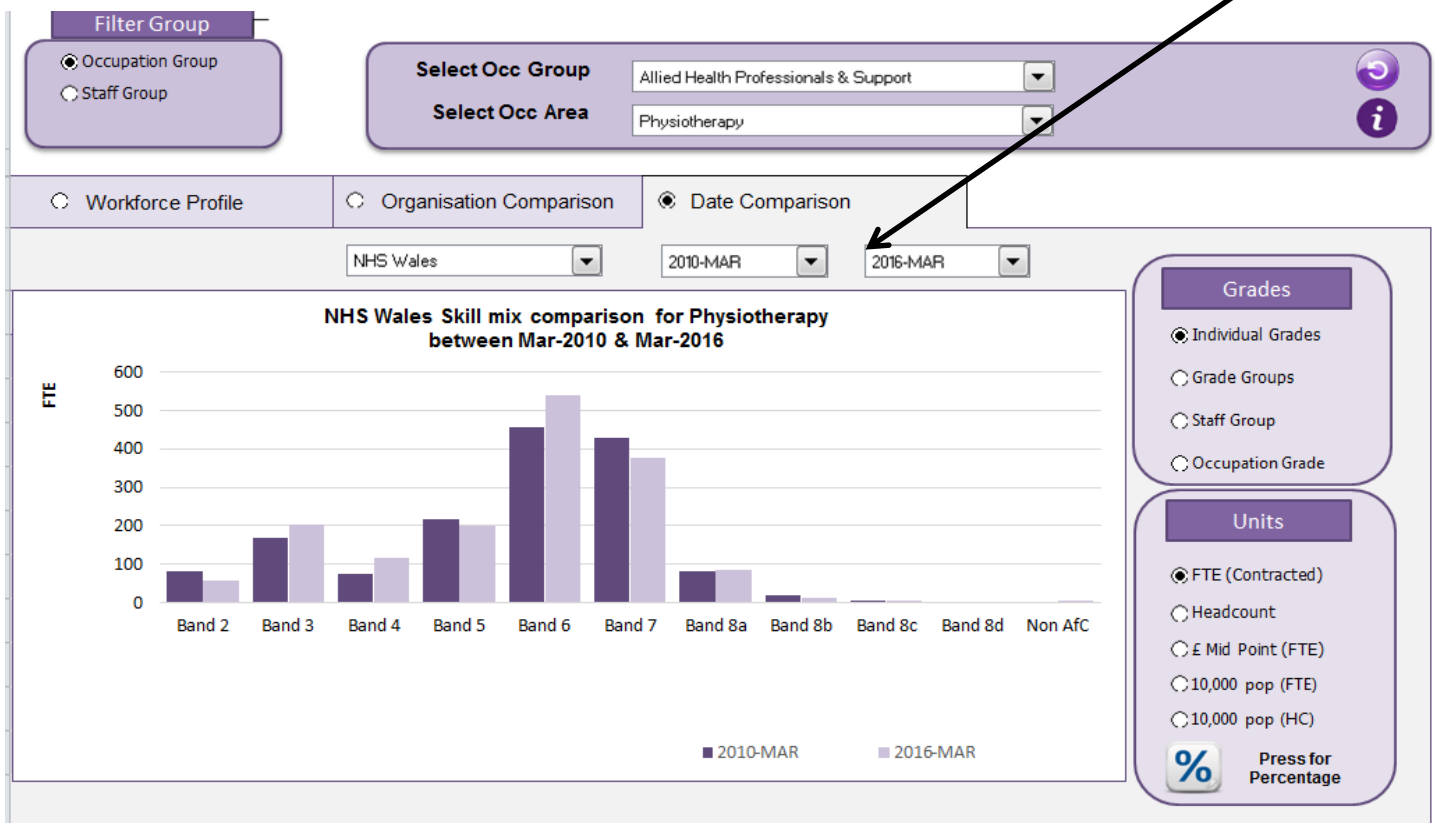 Filter Group
Occupation Group
Staff Group
Select Occ Group
Allied Health Professionals & Support
Select Occ Area
Physiotherapy
i
Workforce Profile
Organisation Comparison
Date Comparison
NHS Wales
2010-MAR
2016-MAR
NHS Wales Skill mix comparison for Physiotherapy
between Mar-2010 & Mar-2016
FTE
600
500
400
300
200
100
0
Band 2 Band 3 Band 4 Band 5 Band 6 Band 7 Band 8a Band 8b Band 8c Band 8d Non AfC
2010-MAR 2016-MAR
Grades
Individual Grades
Grade Groups
Staff Group
Occupation Grade
Units
FTE (Contracted)
Headcount
£ Mid Point (FTE)
10,000 pop (FTE)
10,000 pop (HC)
%
Press for
Percentage